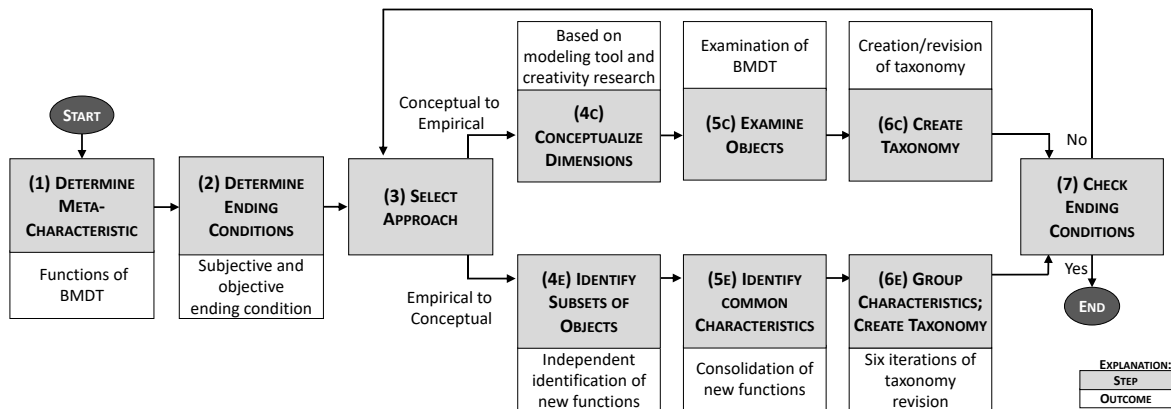 START
(1) DETERMINE
META-
CHARACTERISTIC
Functions of
BMDT
(2) DETERMINE
ENDING
CONDITIONS
Subjective and
objective
ending condition
(3) SELECT
APPROACH
Conceptual to
Empirical
Based on
modeling tool and
creativity research
(4C)
CONCEPTUALIZE
DIMENSIONS
Examination of
BMDT
(5C) EXAMINE
OBJECTS
Creation/revision
of taxonomy
(6C) CREATE
TAXONOMY
Empirical to
Conceptual
(4E) IDENTIFY
SUBSETS OF
OBJECTS
Independent
identification of
new functions
(5E) IDENTIFY
COMMON
CHARACTERISTICS
Consolidation of
new functions
(6E) GROUP
CHARACTERISTICS;
CREATE TAXONOMY
Six iterations of
taxonomy
revision
No
(7) CHECK
ENDING
CONDITIONS
Yes
END
EXPLANATION:
STEP
OUTCOME